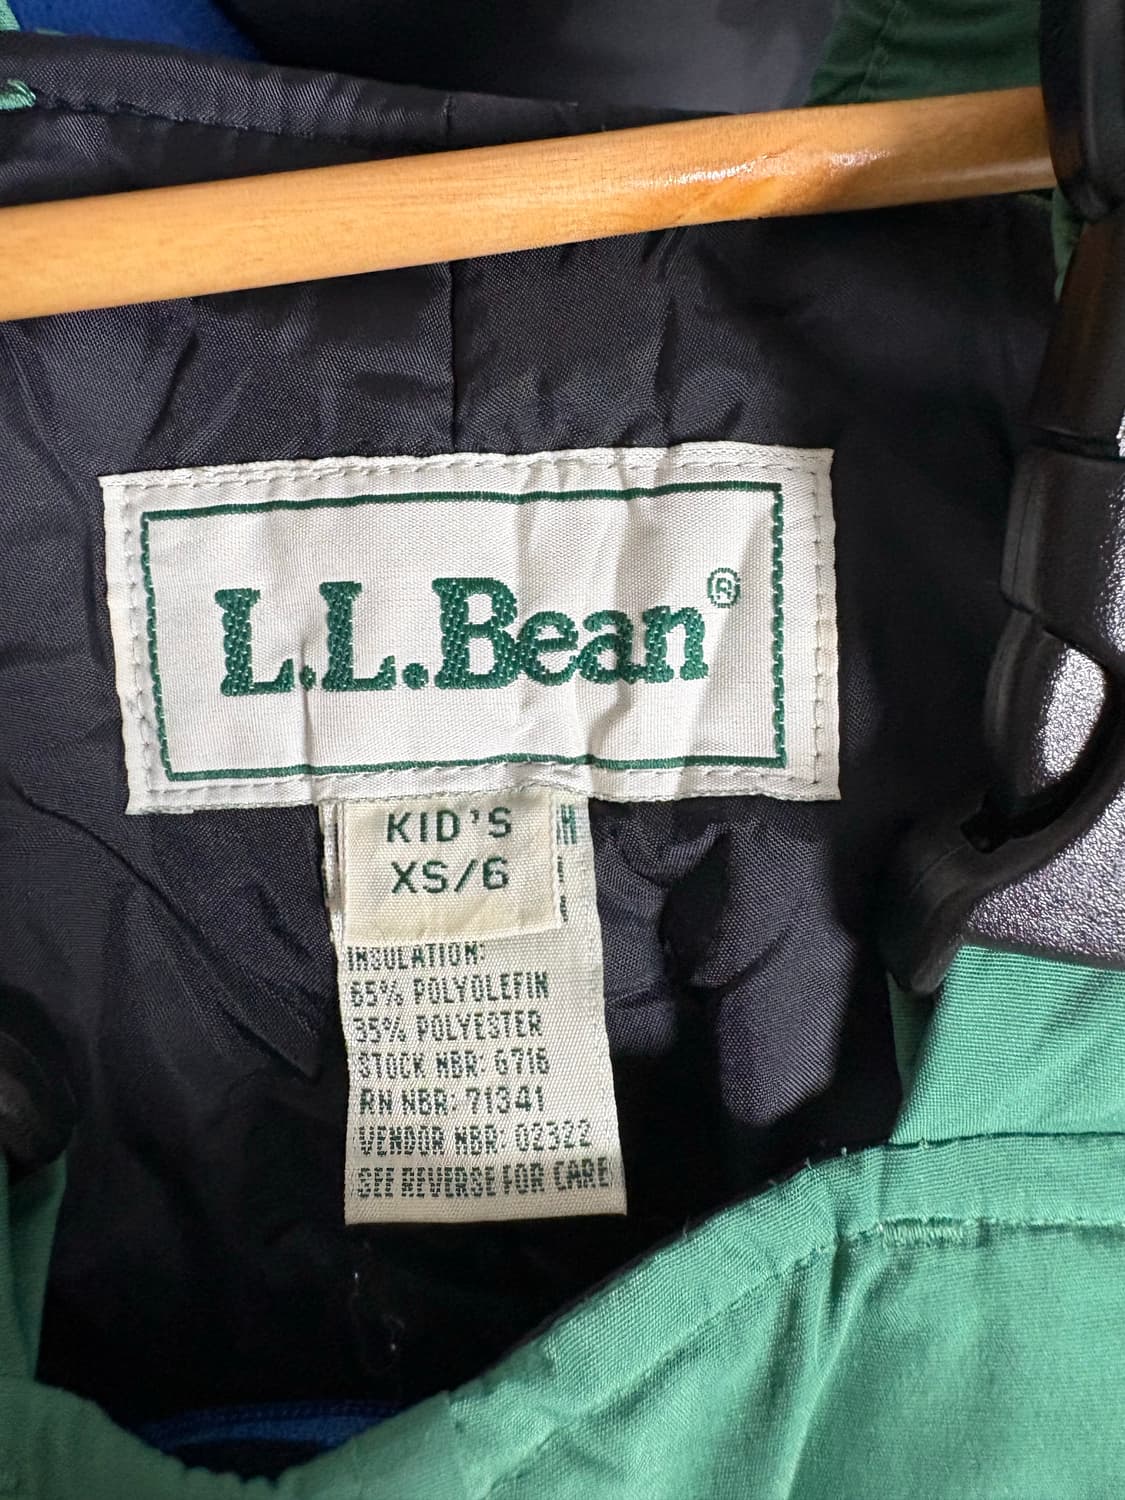 L.L.Bean®
KID'S
XS/6
INSULATION:
65% POLYOLEFIN
35% POLYESTER
STOCK NBR: 6716
RN NBR: 71341
VENDOR NBR: 02322
SEE REVERSE FOR CARE